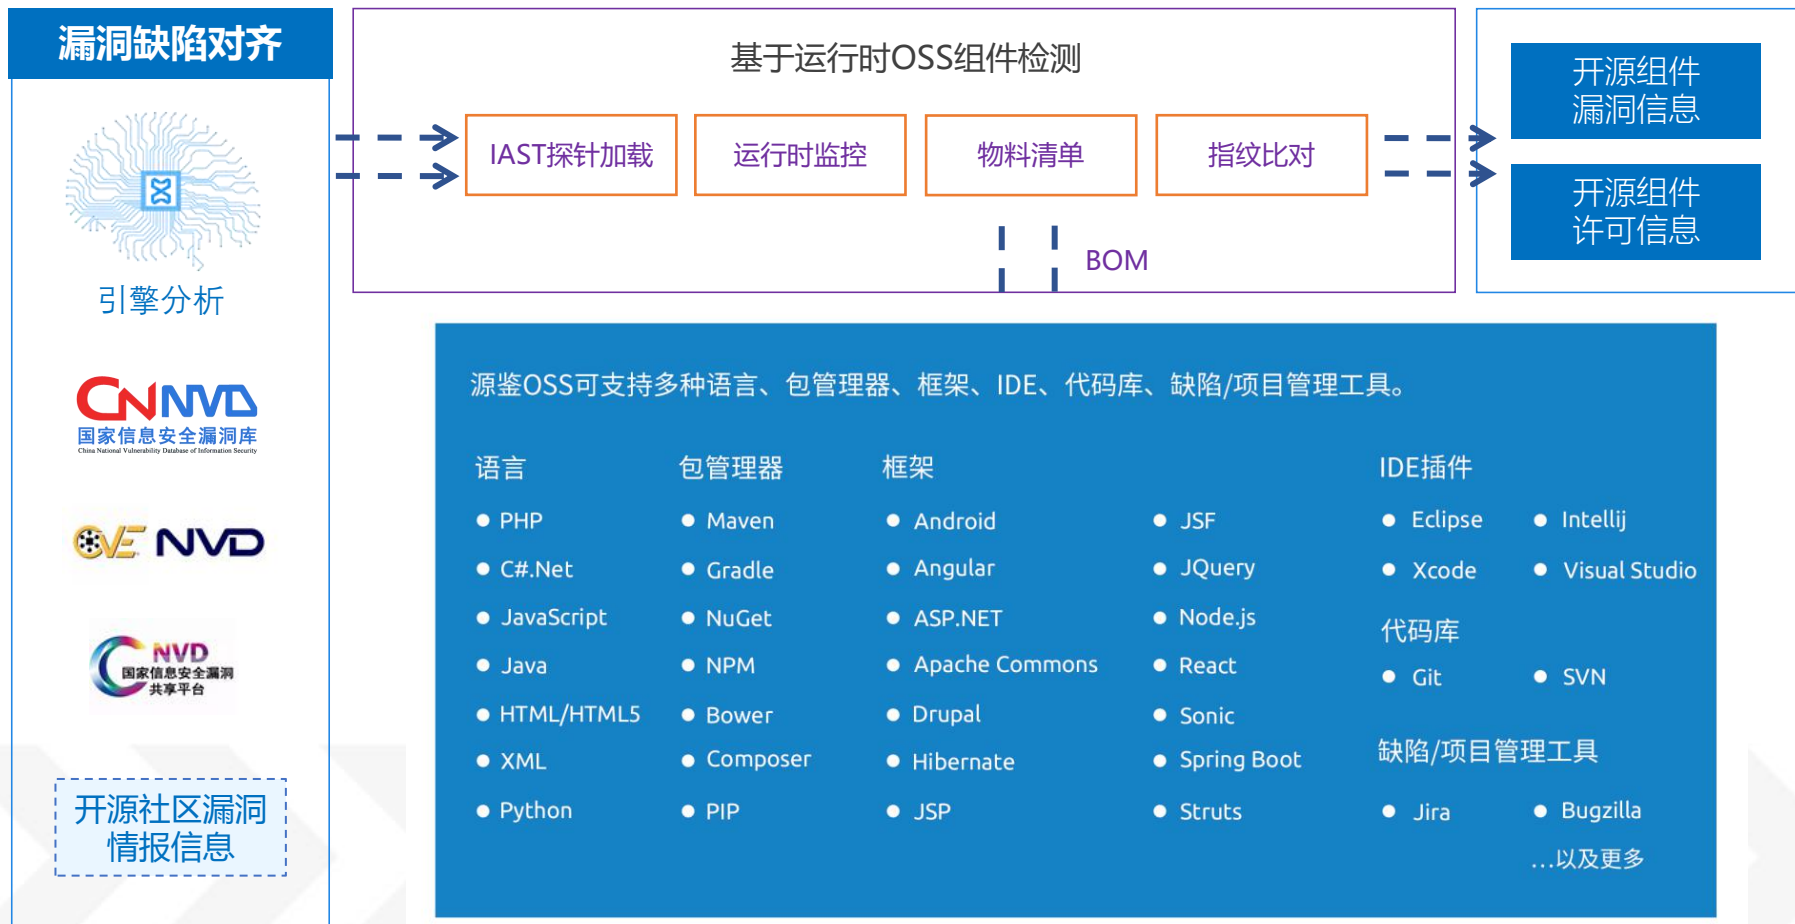 漏洞缺陷对齐
引擎分析
CNNVD
国家信息安全漏洞库
China National Vulnerability Database of Information Security
CVE NVD
CNVD
国家信息安全漏洞
共享平台
开源社区漏洞
情报信息
基于运行时OSS组件检测
IAST探针加载
运行时监控
物料清单
指纹比对
BOM
开源组件
漏洞信息
开源组件
许可信息
源鉴OSS可支持多种语言、包管理器、框架、IDE、代码库、缺陷/项目管理工具。
语言
PHP
C#.Net
JavaScript
Java
HTML/HTML5
XML
Python
包管理器
Maven
Gradle
NuGet
NPM
Bower
Composer
PIP
框架
Android
Angular
ASP.NET
Apache Commons
Drupal
Hibernate
JSP
JSF
JQuery
Node.js
React
Sonic
Spring Boot
Struts
IDE插件
Eclipse
Intellij
Xcode
Visual Studio
代码库
Git
SVN
缺陷/项目管理工具
Jira
Bugzilla
...以及更多